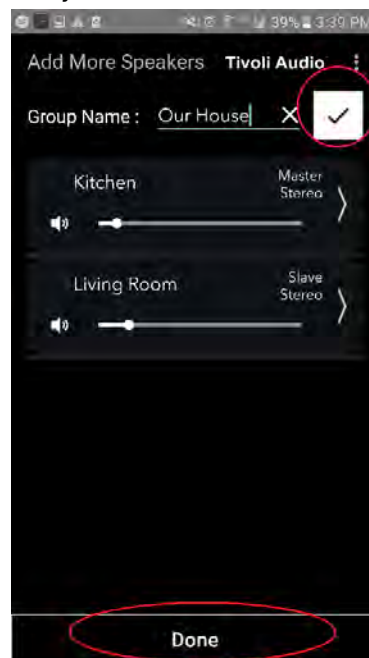 39% 3:39 PM
Add More Speakers Tivoli Audio
Group Name : Our House
Kitchen Master
Stereo
Living Room Slave
Stereo
Done